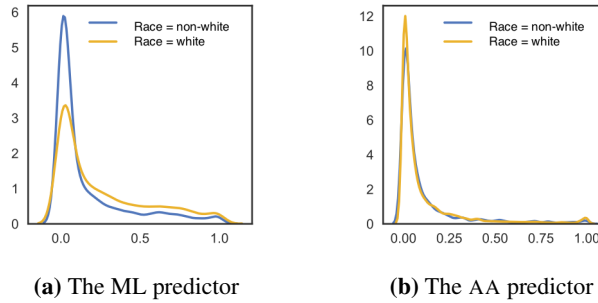 6
5
4
3
2
1
0
0.0 0.5 1.0
Race = non-white
Race = white
(a) The ML predictor
12
10
8
6
4
2
0
0.00 0.25 0.50 0.75 1.00
Race = non-white
Race = white
(b) The AA predictor